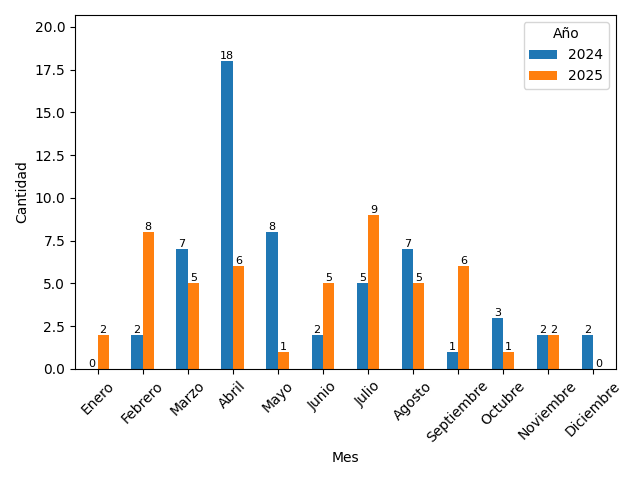 Año
2024
2025
20.0
17.5
15.0
12.5
10.0
7.5
5.0
2.5
0.0
Cantidad
0 2 7 18 8 2 5 7 1 3 2 2
2 8 5 6 1 5 9 5 6 1 2 0
Enero Febrero Marzo Abril Mayo Junio Julio Agosto Septiembre Octubre Noviembre Diciembre
Mes